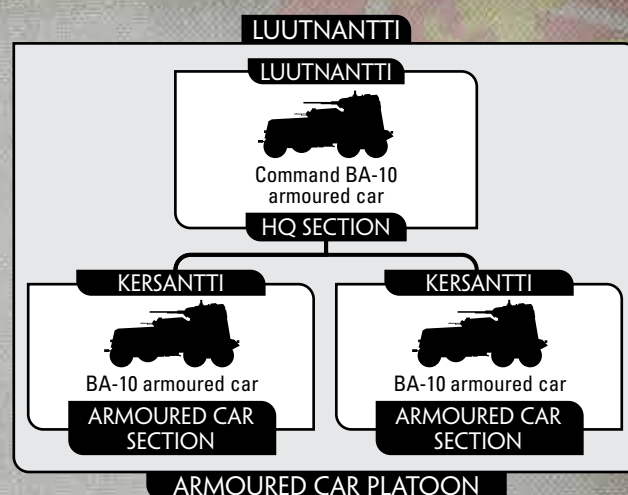 LUUTNANTTI
LUUTNANTTI
Command BA-10
armoured car
HQ SECTION
KERSANTTI
BA-10 armoured car
ARMOURED CAR
SECTION
KERSANTTI
BA-10 armoured car
ARMOURED CAR
SECTION
ARMOURED CAR PLATOON